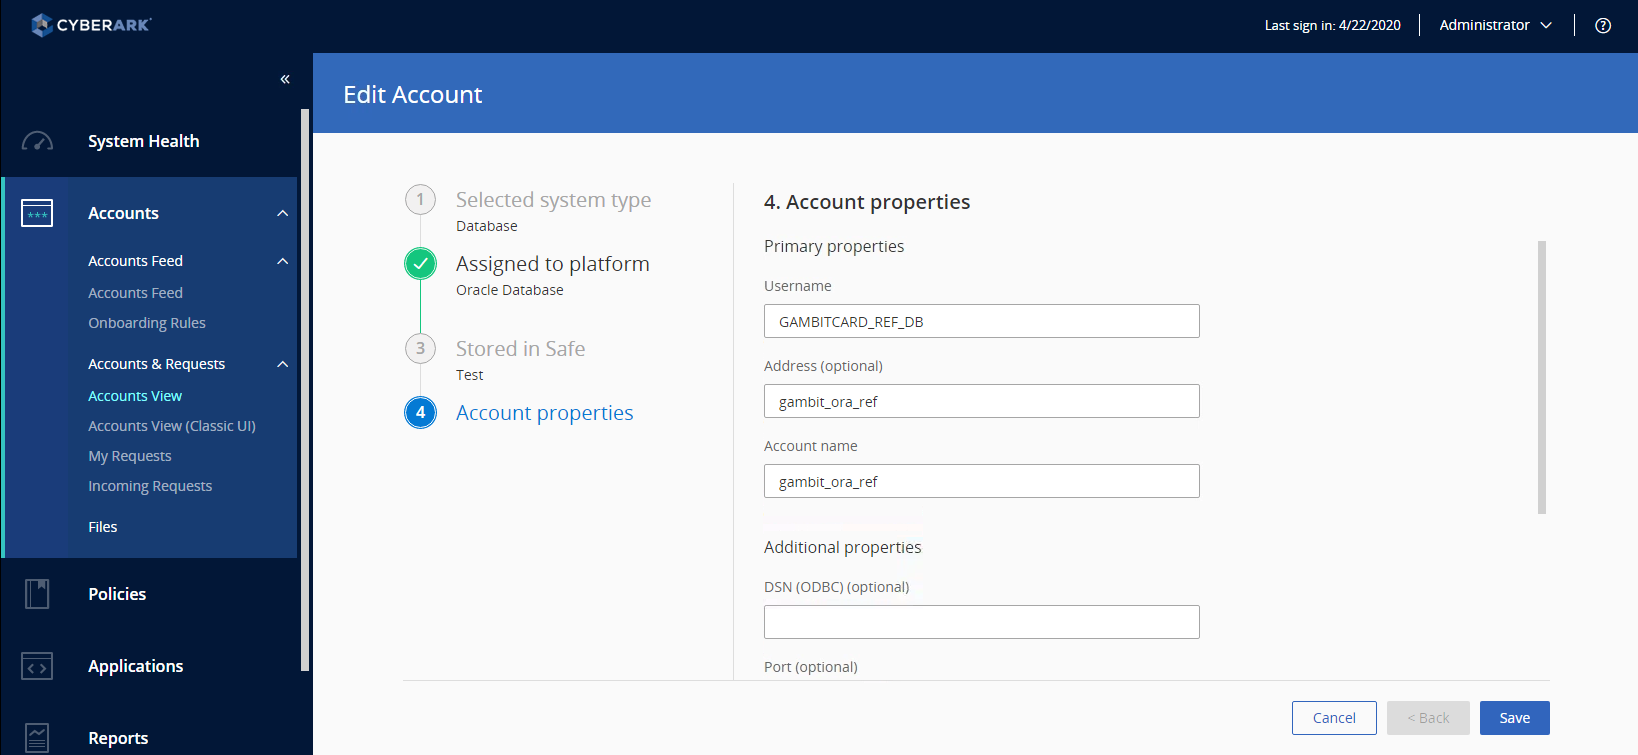 CYBERARK
Last sign in: 4/22/2020
Administrator
?
«
System Health
***
Accounts
Accounts Feed
Accounts Feed
Onboarding Rules
Accounts & Requests
Accounts View
Accounts View (Classic UI)
My Requests
Incoming Requests
Files
Policies
Applications
Reports
Edit Account
1
Selected system type
Database
Assigned to platform
Oracle Database
3
Stored in Safe
Test
4
Account properties
4. Account properties
Primary properties
Username
GAMBITCARD_REF_DB
Address (optional)
gambit_ora_ref
Account name
gambit_ora_ref
Additional properties
DSN (ODBC) (optional)
Port (optional)
Cancel
< Back
Save